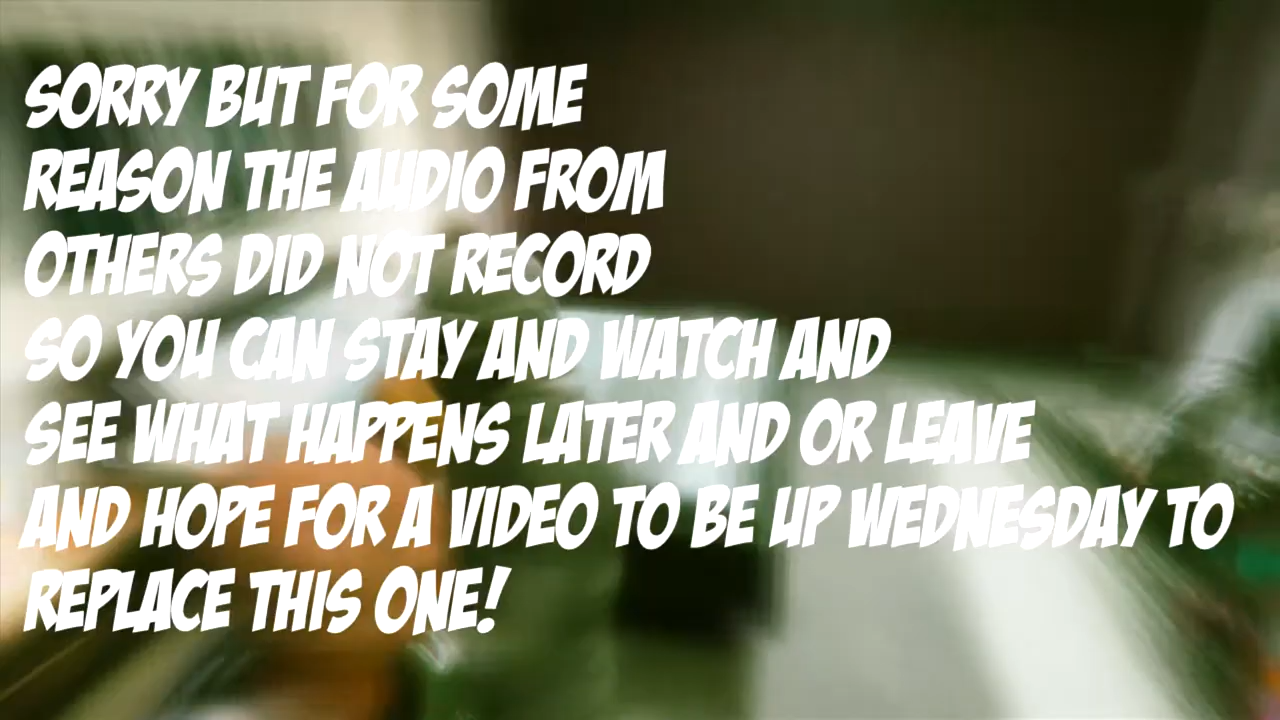 SORRY BUT FOR SOME
REASON THE AUDIO FROM
OTHERS DID NOT RECORD
SO YOU CAN STAY AND WATCH AND
SEE WHAT HAPPENS LATER AND OR LEAVE
AND HOPE FOR A VIDEO TO BE UP WEDNESDAY TO
REPLACE THIS ONE!